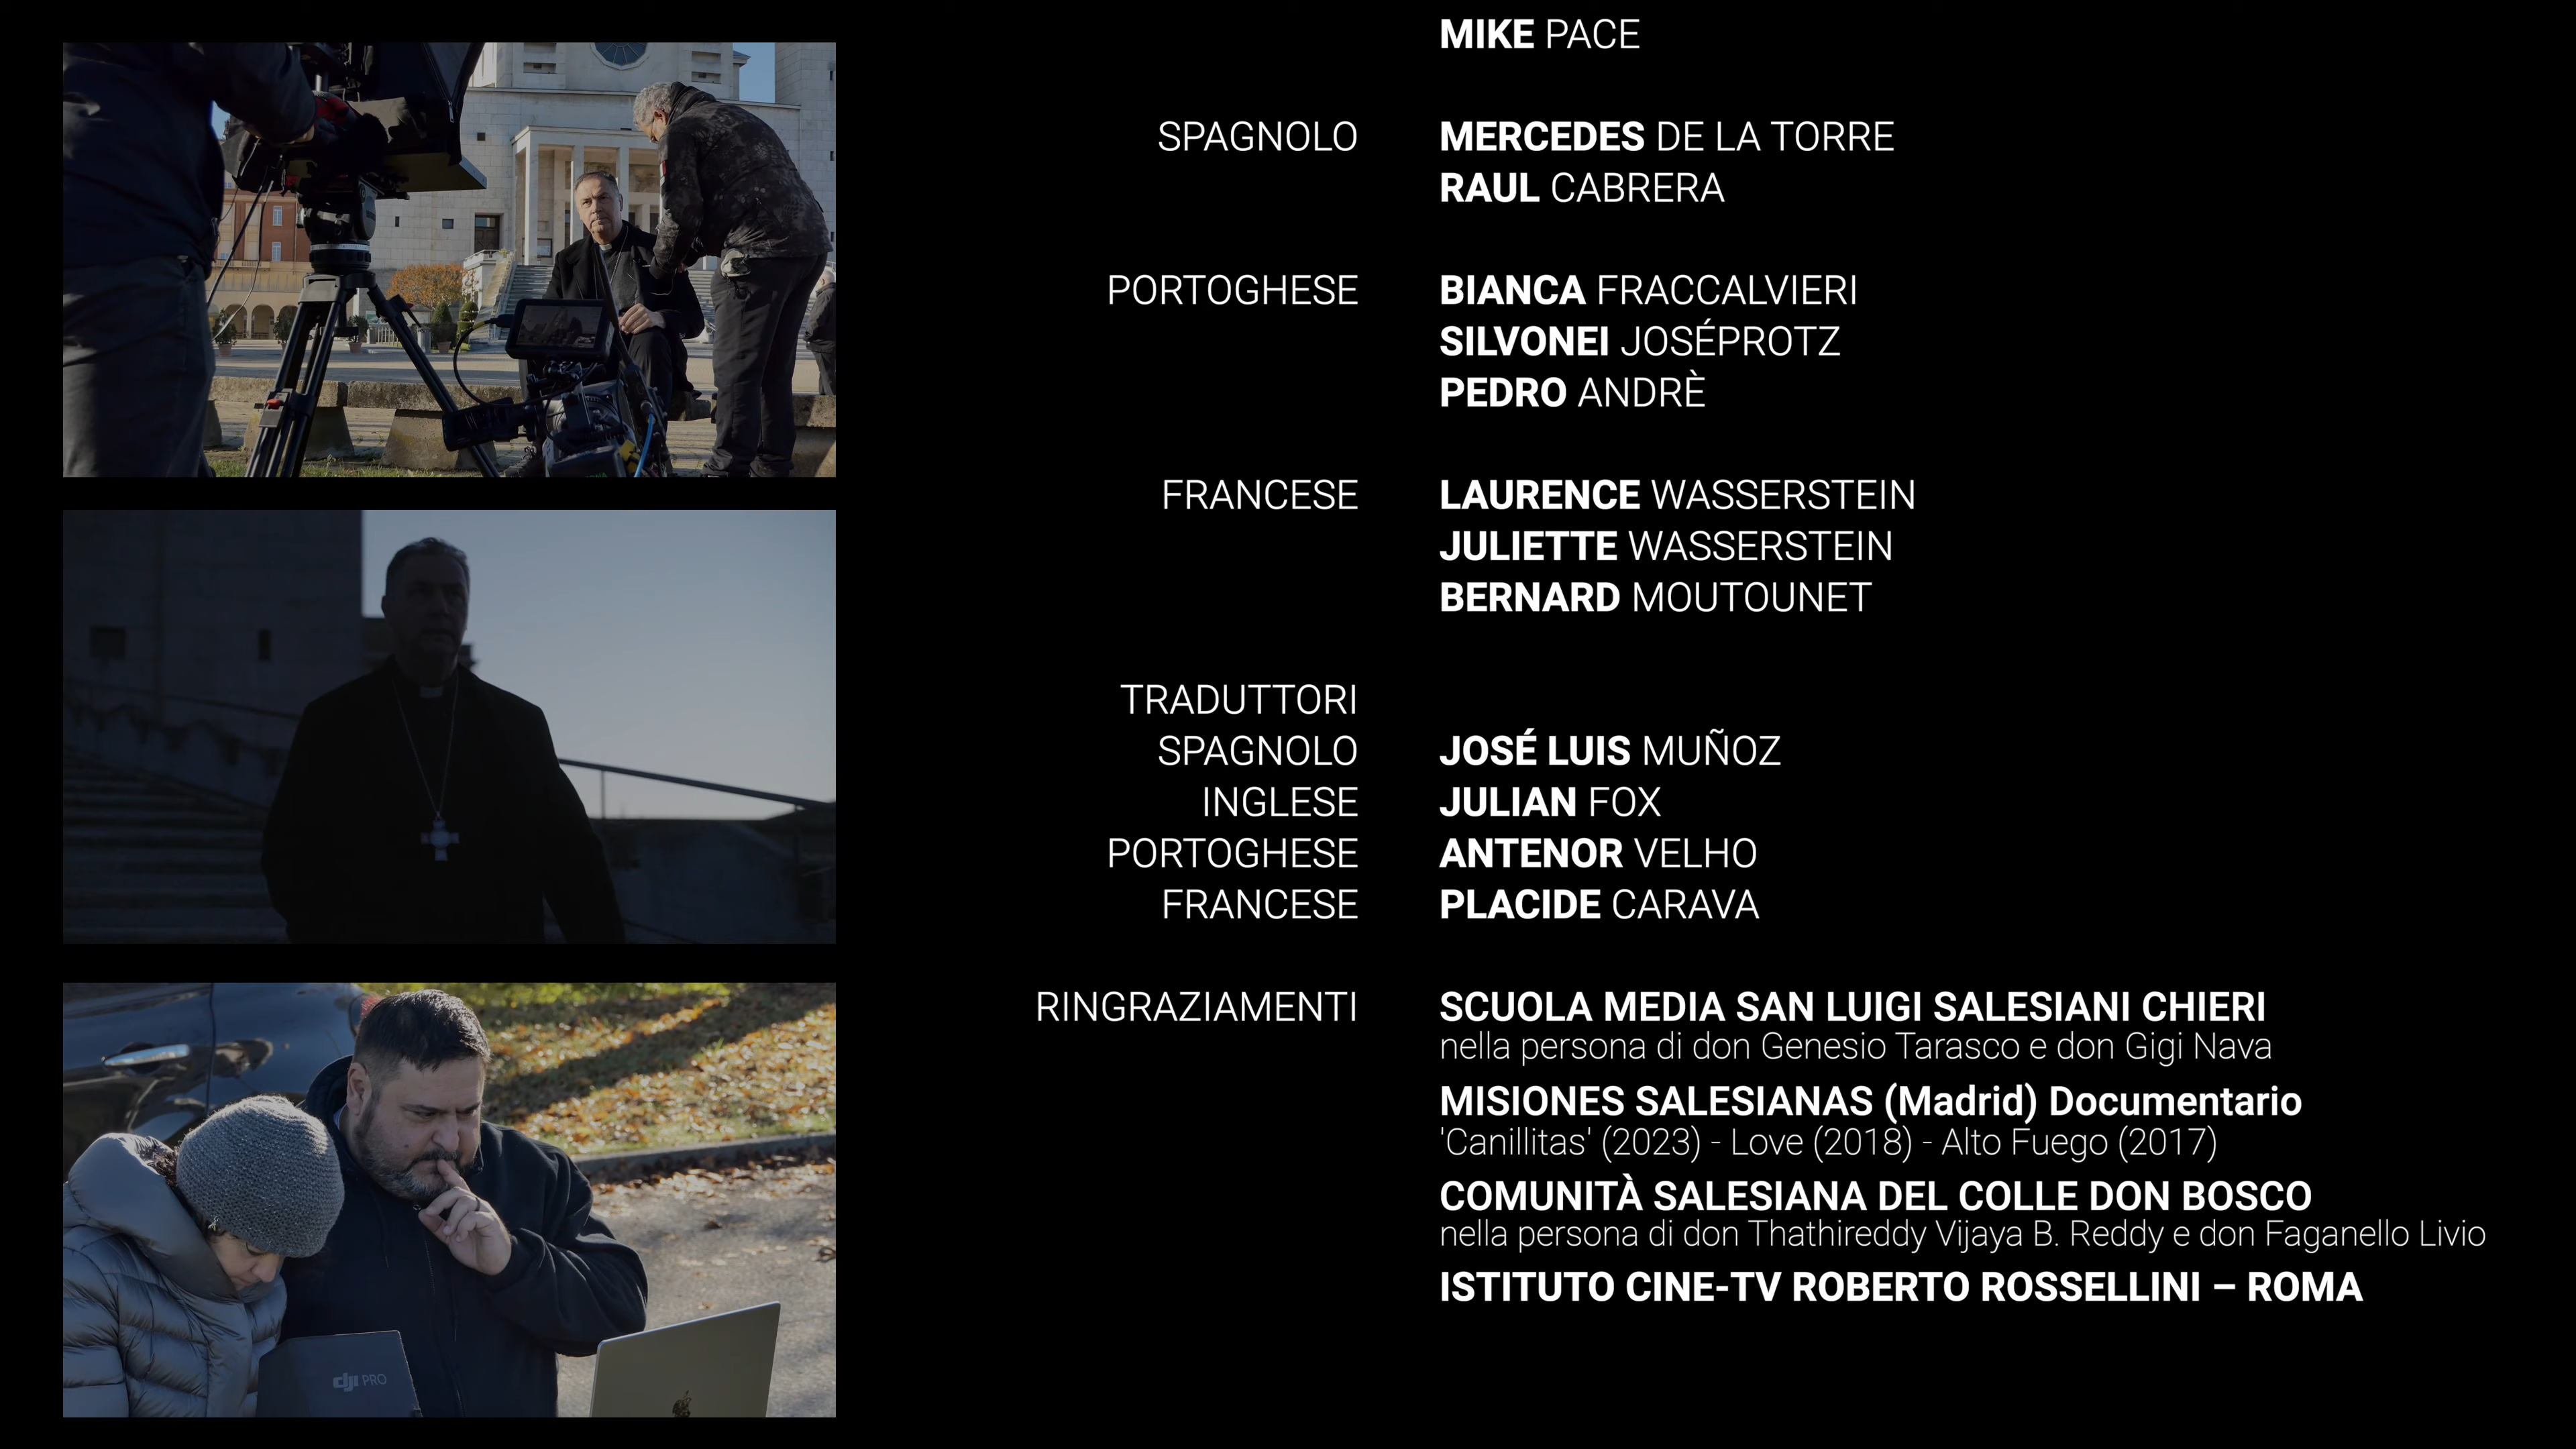 MIKE PACE
SPAGNOLO MERCEDES DE LA TORRE
RAUL CABRERA
PORTOGHESE BIANCA FRACCALVIERI
SILVONEI JOSÉPROTZ
PEDRO ANDRÈ
FRANCESE LAURENCE WASSERSTEIN
JULIETTE WASSERSTEIN
BERNARD MOUTOUNET
TRADUTTORI
SPAGNOLO JOSÉ LUIS MUÑOZ
INGLESE JULIAN FOX
PORTOGHESE ANTENOR VELHO
FRANCESE PLACIDE CARAVA
RINGRAZIAMENTI SCUOLA MEDIA SAN LUIGI SALESIANI CHIERI
nella persona di don Genesio Tarasco e don Gigi Nava
MISIONES SALESIANAS (Madrid) Documentario
'Canillitas' (2023) - Love (2018) - Alto Fuego (2017)
COMUNITÀ SALESIANA DEL COLLE DON BOSCO
nella persona di don Thathireddy Vijaya B. Reddy e don Faganello Livio
ISTITUTO CINE-TV ROBERTO ROSSELLINI – ROMA
dji PRO